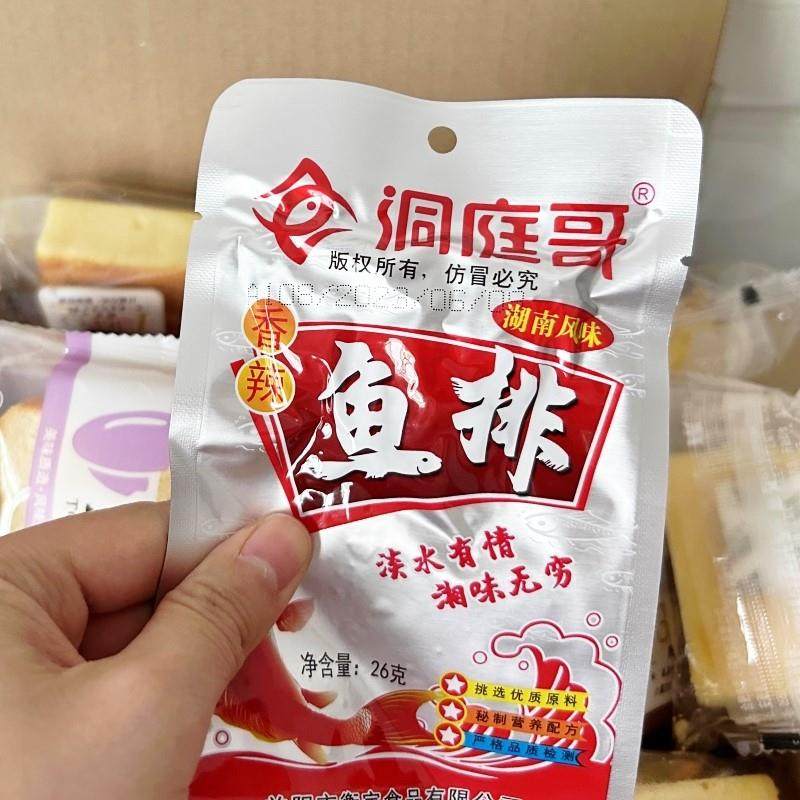 洞庭哥®
版权所有，仿冒必究
湖南风味
香辣
鱼排
淡水有情
湘味无穷
净含量：26克
挑选优质原料
秘制营养配方
严格品质检测